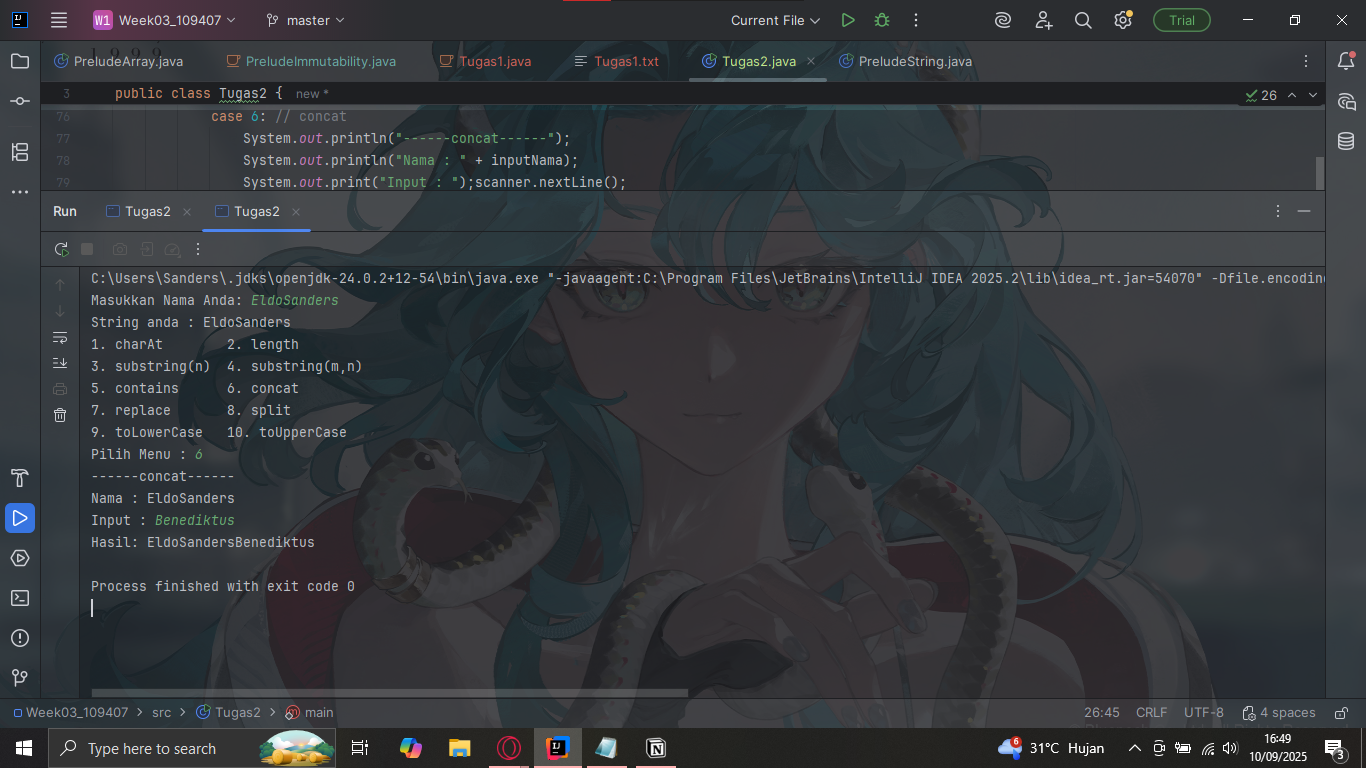 W1 Week03_109407 master Current File Trial
PreludeArray.java PreludeImmutability.java Tugas1.java Tugas1.txt Tugas2.java PreludeString.java
3 public class Tugas2 { new * 26
76 case 6: // concat
77 System.out.println("------concat------");
78 System.out.println("Nama : " + inputNama);
79 System.out.print("Input : ");scanner.nextLine();
Run Tugas2 Tugas2
C:\Users\Sanders\.jdks\openjdk-24.0.2+12-54\bin\java.exe "-javaagent:C:\Program Files\JetBrains\IntelliJ IDEA 2025.2\lib\idea_rt.jar=54070" -Dfile.encoding
Masukkan Nama Anda: EldoSanders
String anda : EldoSanders
1. charAt 2. length
3. substring(n) 4. substring(m,n)
5. contains 6. concat
7. replace 8. split
9. toLowerCase 10. toUpperCase
Pilih Menu : 6
------concat------
Nama : EldoSanders
Input : Benediktus
Hasil: EldoSandersBenediktus
Process finished with exit code 0
Week03_109407 src Tugas2 main 26:45 CRLF UTF-8 4 spaces
Type here to search 6 31°C Hujan 16:49
10/09/2025 3